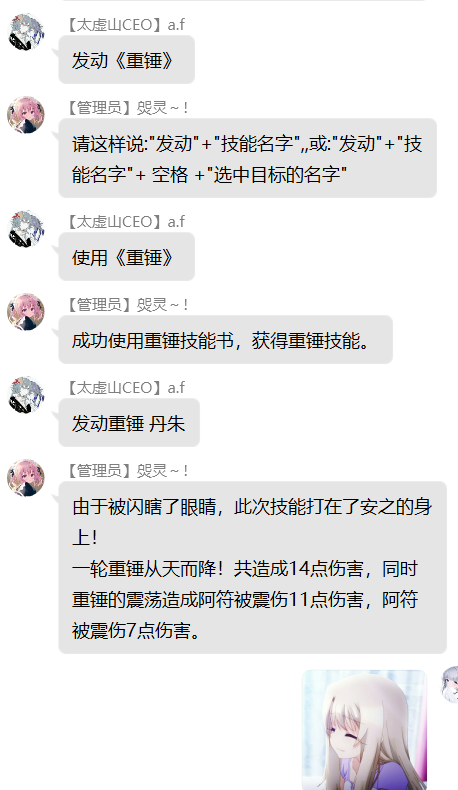 【太虚山CEO】a.f
发动《重锤》
【管理员】咒灵~！
请这样说:"发动"+"技能名字",,或:"发动"+"技
能名字"+ 空格 +"选中目标的名字"
【太虚山CEO】a.f
使用《重锤》
【管理员】咒灵~！
成功使用重锤技能书，获得重锤技能。
【太虚山CEO】a.f
发动重锤 丹朱
【管理员】咒灵~！
由于被闪瞎了眼睛，此次技能打在了安之的身
上！
一轮重锤从天而降！共造成14点伤害，同时
重锤的震荡造成阿符被震伤11点伤害，阿符
被震伤7点伤害。